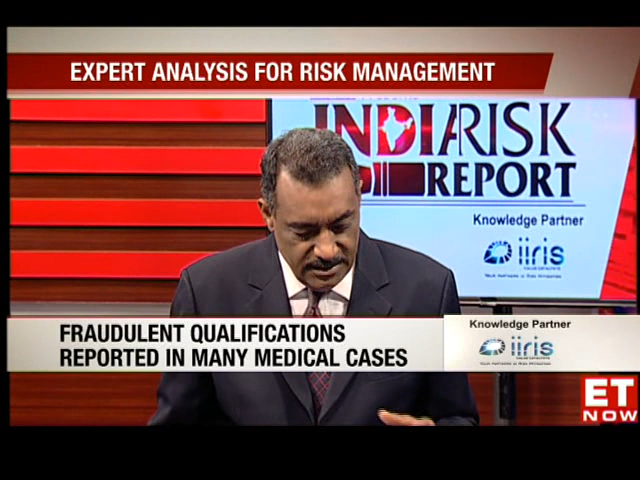 EXPERT ANALYSIS FOR RISK MANAGEMENT
INDIA RISK
REPORT
Knowledge Partner
iiris
FRAUDULENT QUALIFICATIONS
REPORTED IN MANY MEDICAL CASES
Knowledge Partner
iiris
ET
NOW